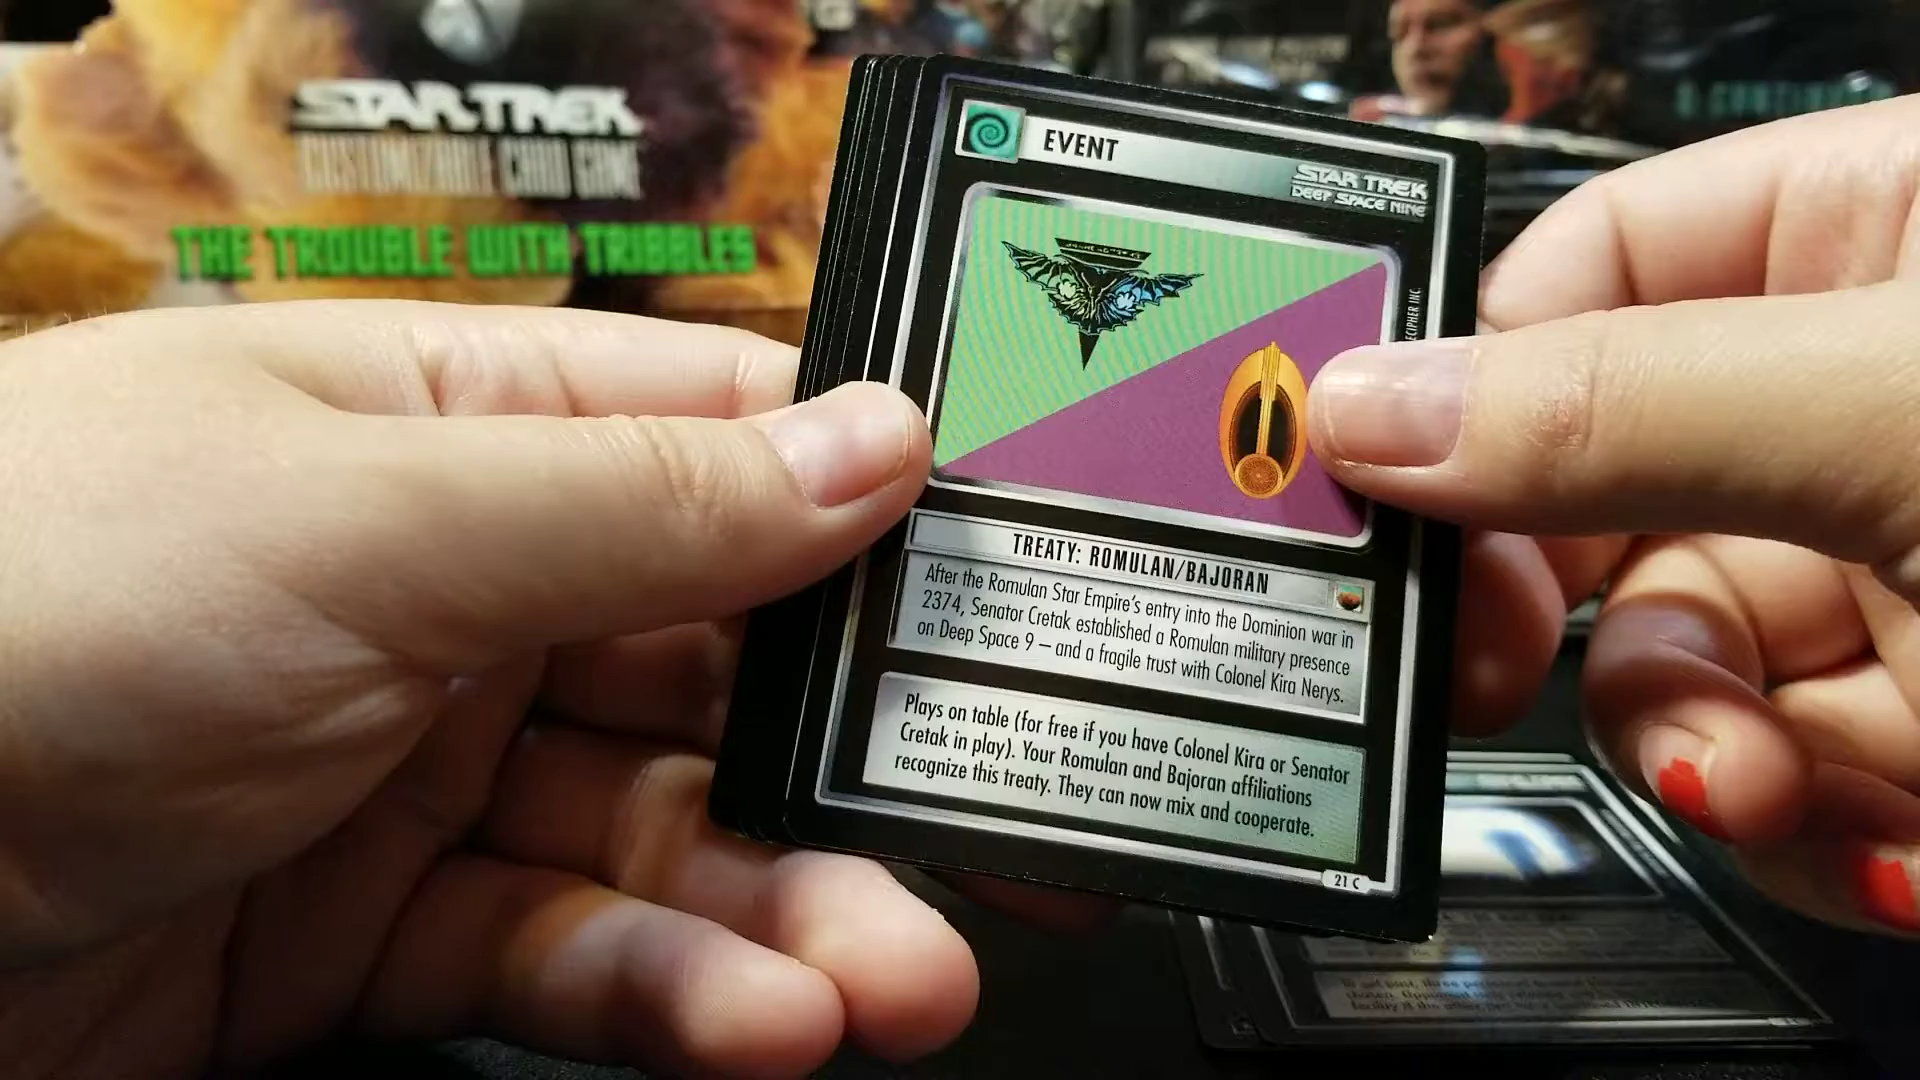 STAR TREK
CUSTOMIZABLE CARD GAME
THE TROUBLE WITH TRIBBLES
EVENT
STAR TREK
DEEP SPACE NINE
CIPHER INC.
TREATY: ROMULAN/BAJORAN
After the Romulan Star Empire's entry into the Dominion war in
2374, Senator Cretak established a Romulan military presence
on Deep Space 9 – and a fragile trust with Colonel Kira Nerys.
Plays on table (for free if you have Colonel Kira or Senator
Cretak in play). Your Romulan and Bajoran affiliations
recognize this treaty. They can now mix and cooperate.
21 C